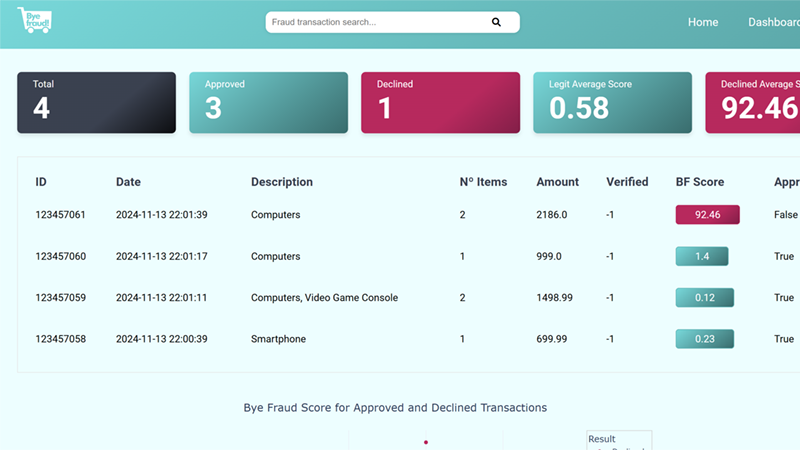 Bye
fraud!
Fraud transaction search...
Home Dashboard
Total Approved Declined Legit Average Score Declined Average S
4 3 1 0.58 92.46
ID Date Description Nº Items Amount Verified BF Score Appr
123457061 2024-11-13 22:01:39 Computers 2 2186.0 -1 92.46 False
123457060 2024-11-13 22:01:17 Computers 1 999.0 -1 1.4 True
123457059 2024-11-13 22:01:11 Computers, Video Game Console 2 1498.99 -1 0.12 True
123457058 2024-11-13 22:00:39 Smartphone 1 699.99 -1 0.23 True
Bye Fraud Score for Approved and Declined Transactions
Result